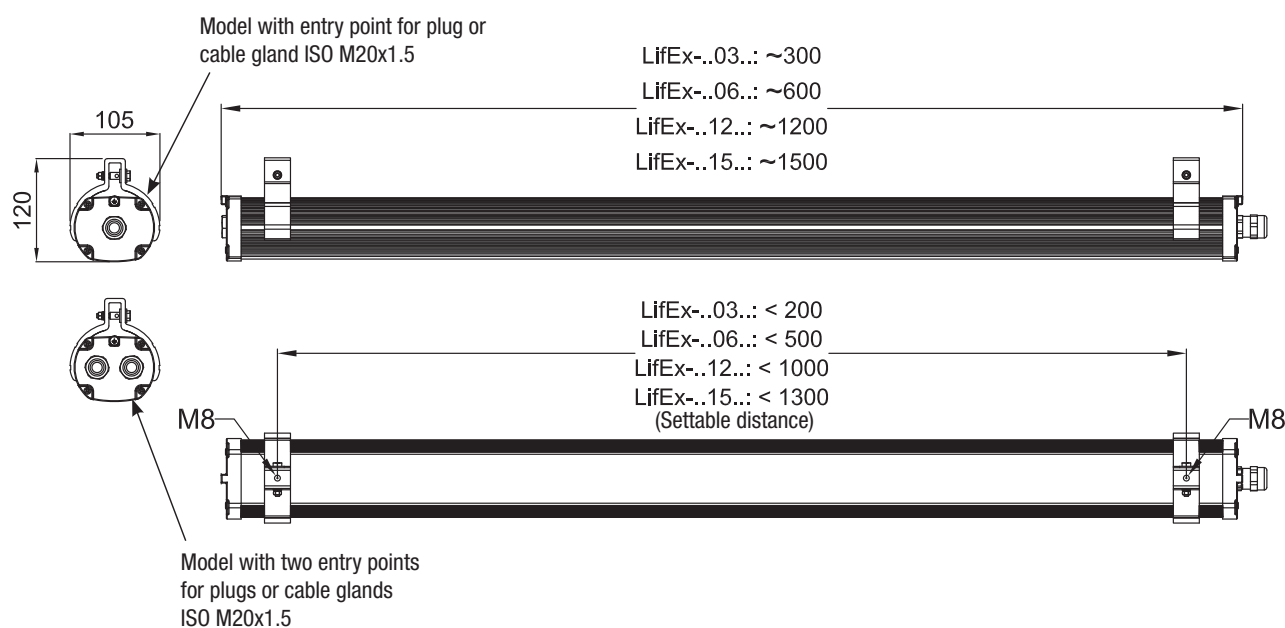 Model with entry point for plug or
cable gland ISO M20x1.5
LifEx-..03..: ~300
LifEx-..06..: ~600
LifEx-..12..: ~1200
LifEx-..15..: ~1500
105
120
LifEx-..03..: < 200
LifEx-..06..: < 500
LifEx-..12..: < 1000
LifEx-..15..: < 1300
(Settable distance)
M8
M8
Model with two entry points
for plugs or cable glands
ISO M20x1.5